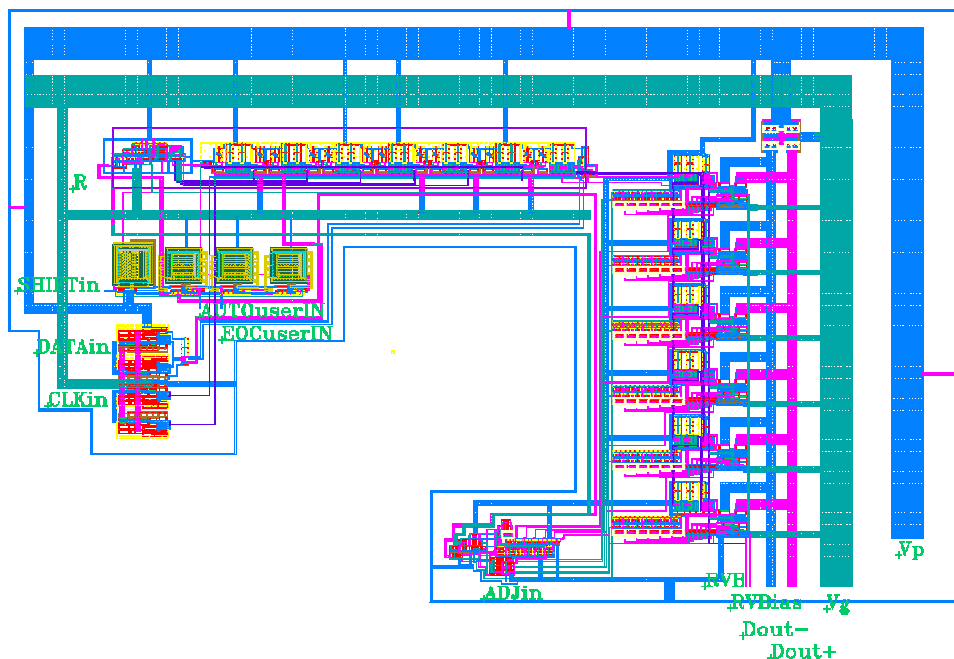 R
SHIFTin
AUTOuserIN
EOCuserIN
DATAin
CLKin
Vp
RVB
ADJin
RVBias
Vg
Dout-
Dout+